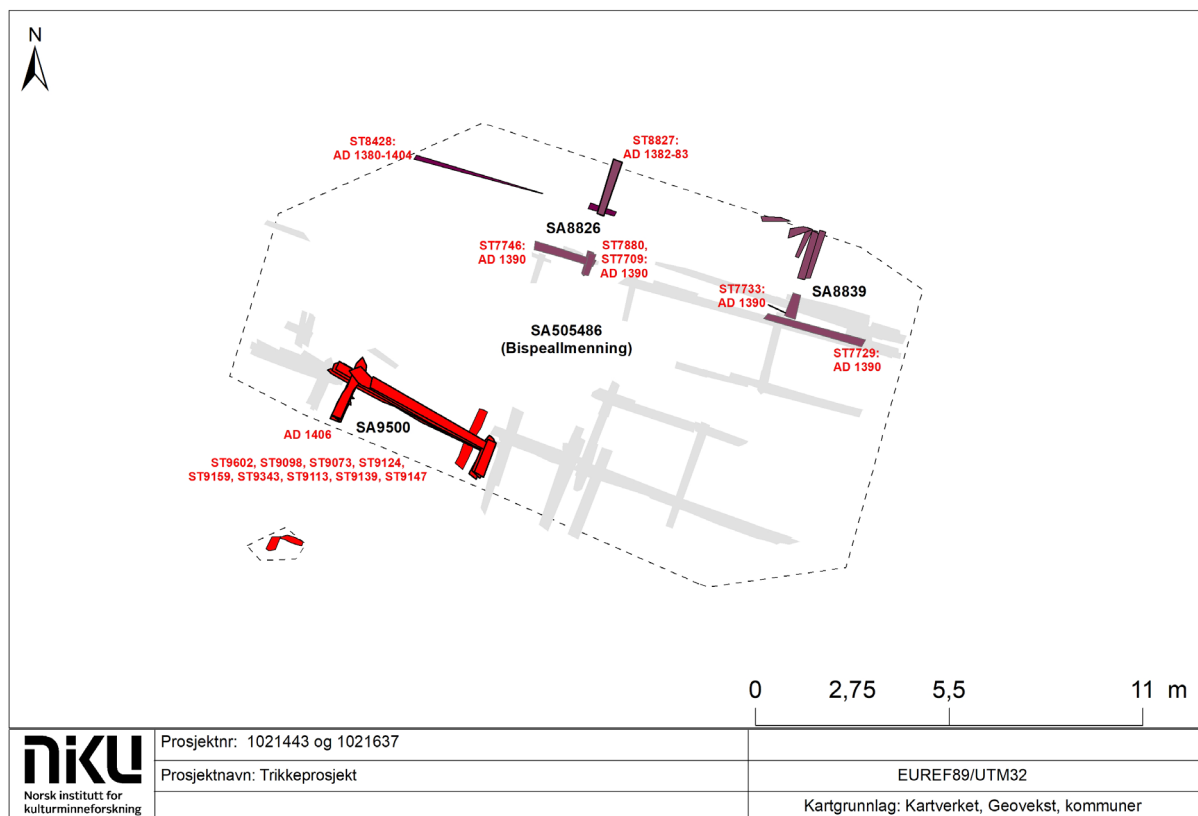 N
ST8428:
AD 1380-1404
ST8827:
AD 1382-83
SA8826
ST7746:
AD 1390
ST7880,
ST7709:
AD 1390
ST7733:
AD 1390
SA8839
SA505486
(Bispeallmenning)
ST7729:
AD 1390
SA9500
AD 1406
ST9602, ST9098, ST9073, ST9124,
ST9159, ST9343, ST9113, ST9139, ST9147
0 2,75 5,5 11 m
NIKU
Norsk institutt for
kulturminneforskning
Prosjektnr: 1021443 og 1021637
Prosjektnavn: Trikkeprosjekt
EUREF89/UTM32
Kartgrunnlag: Kartverket, Geovekst, kommuner